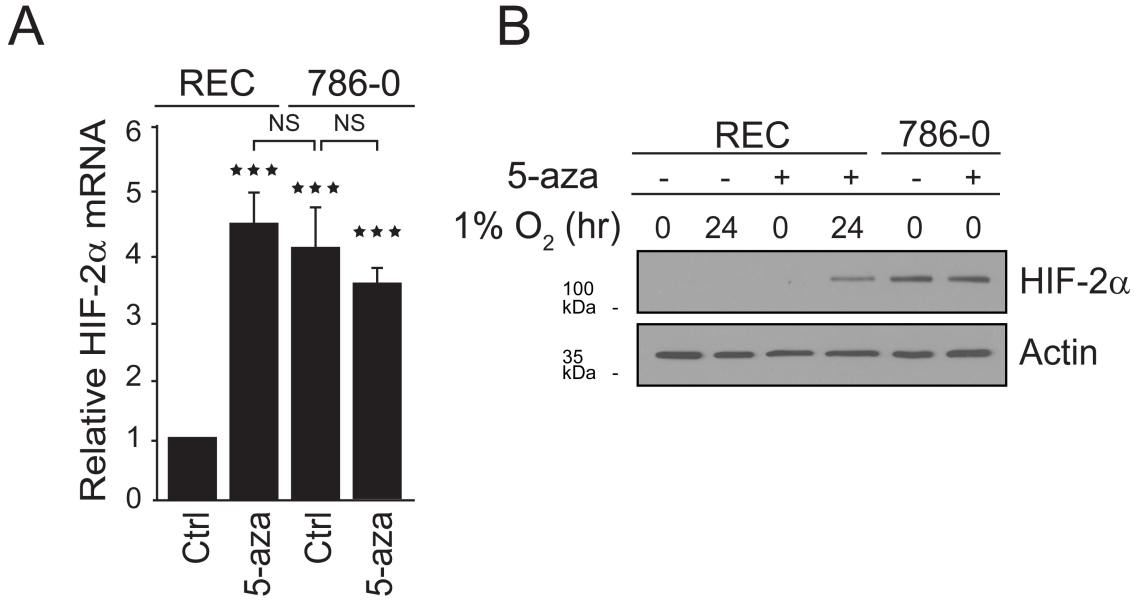 A
REC 786-0
NS NS
★★★ ★★★ ★★★
6
5
4
3
2
1
0
Relative HIF-2α mRNA
Ctrl 5-aza Ctrl 5-aza
B
REC 786-0
5-aza - - + + - +
1% O2 (hr) 0 24 0 24 0 0
100
kDa -
HIF-2α
35
kDa -
Actin